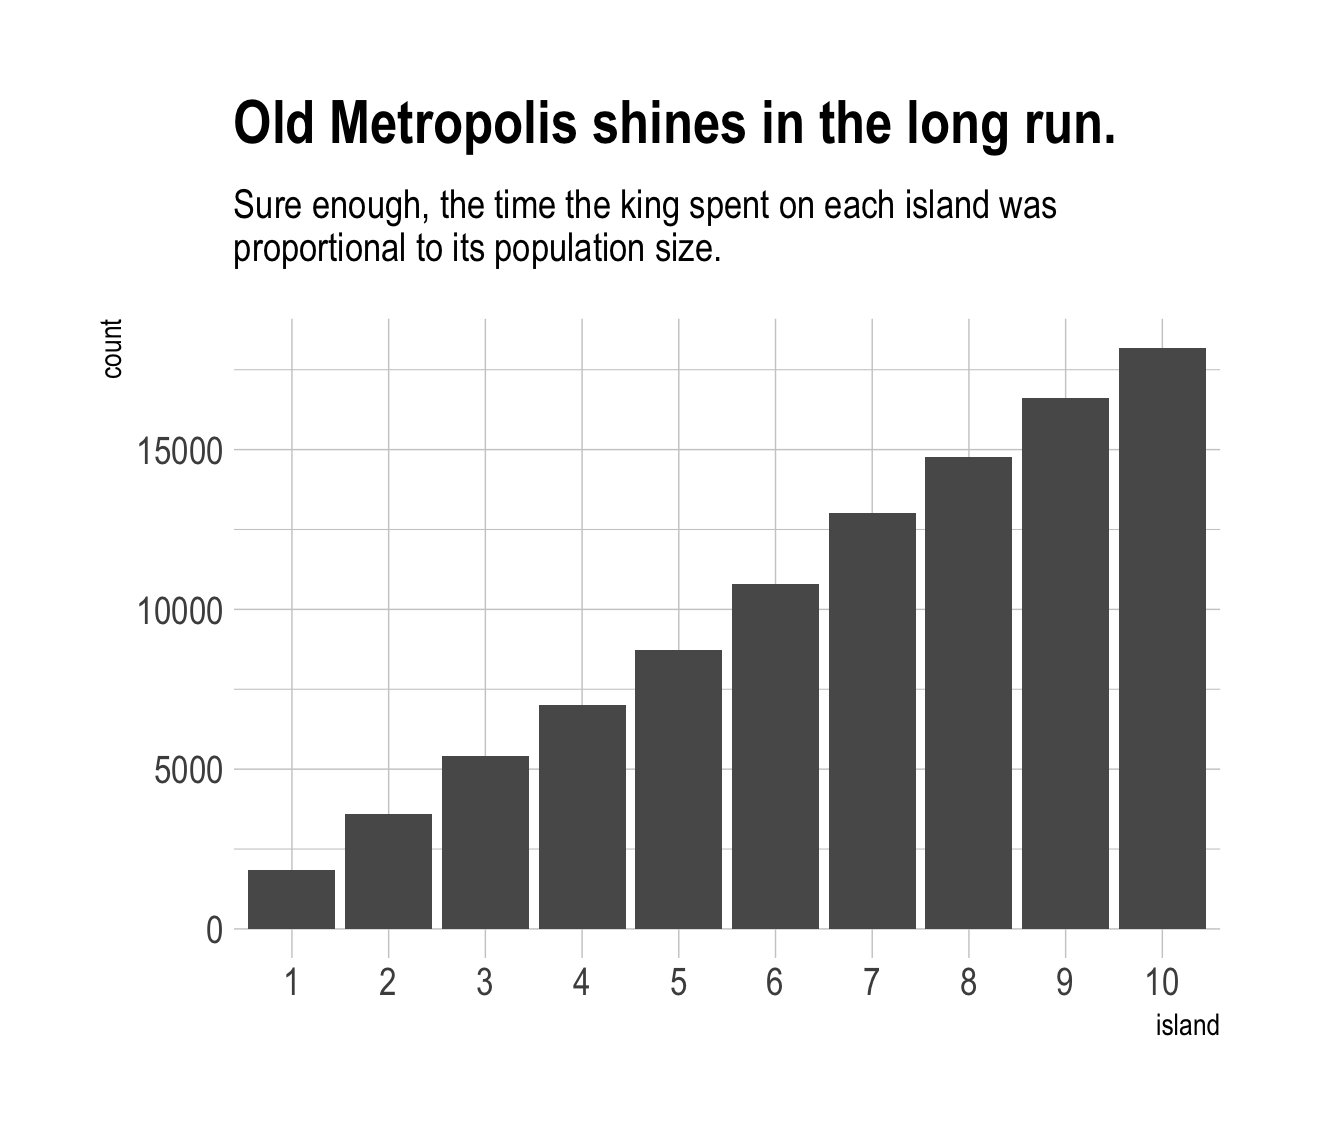 Old Metropolis shines in the long run.
Sure enough, the time the king spent on each island was
proportional to its population size.
count
15000
10000
5000
0
1 2 3 4 5 6 7 8 9 10
island